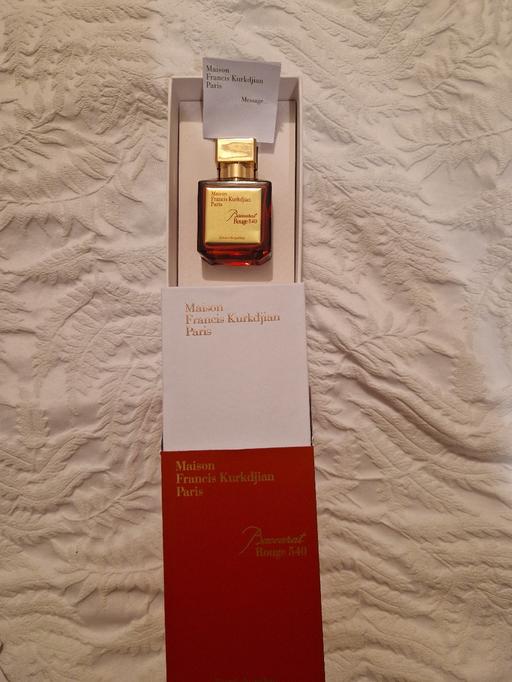 Maison
Francis Kurkdjian
Paris
Message
Maison
Francis Kurkdjian
Paris
Baccarat
Rouge 540
Maison
Francis Kurkdjian
Paris
Maison
Francis Kurkdjian
Paris
Baccarat
Rouge 540